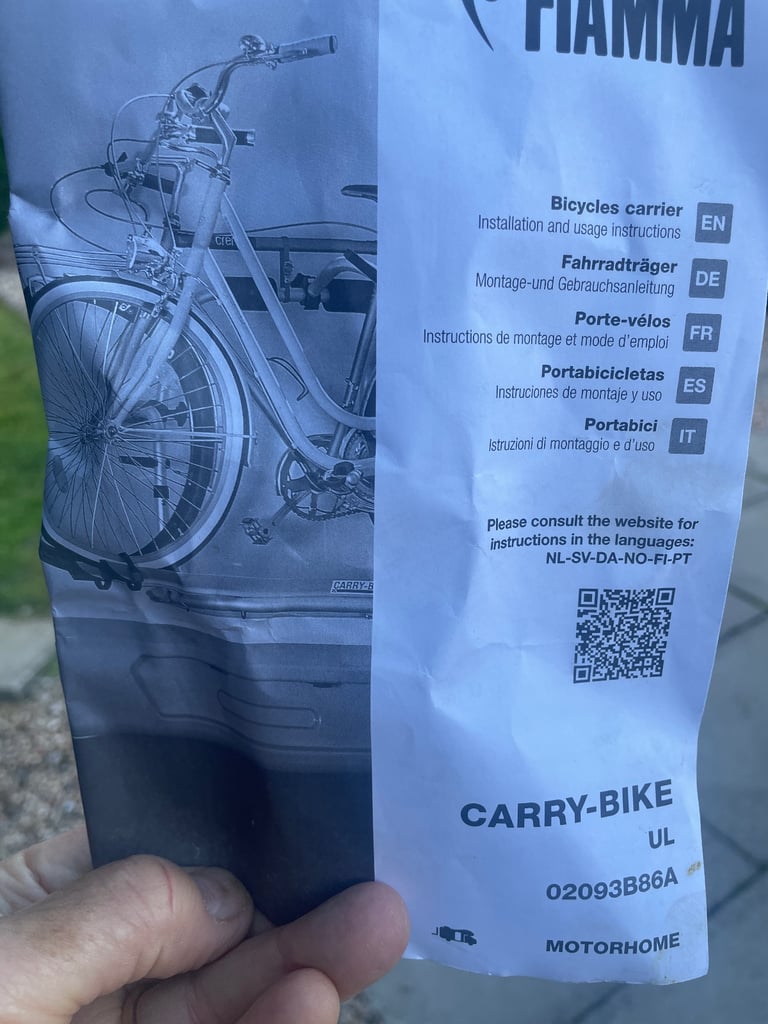 FIAMMA
Bicycles carrier
Installation and usage instructions
EN
Fahrradträger
Montage-und Gebrauchsanleitung
DE
Porte-vélos
Instructions de montage et mode d'emploi
FR
Portabicicletas
Instruciones de montaje y uso
ES
Portabici
Istruzioni di montaggio e d'uso
IT
Please consult the website for
instructions in the languages:
NL-SV-DA-NO-FI-PT
CARRY-B
CARRY-BIKE
UL
02093B86A
MOTORHOME